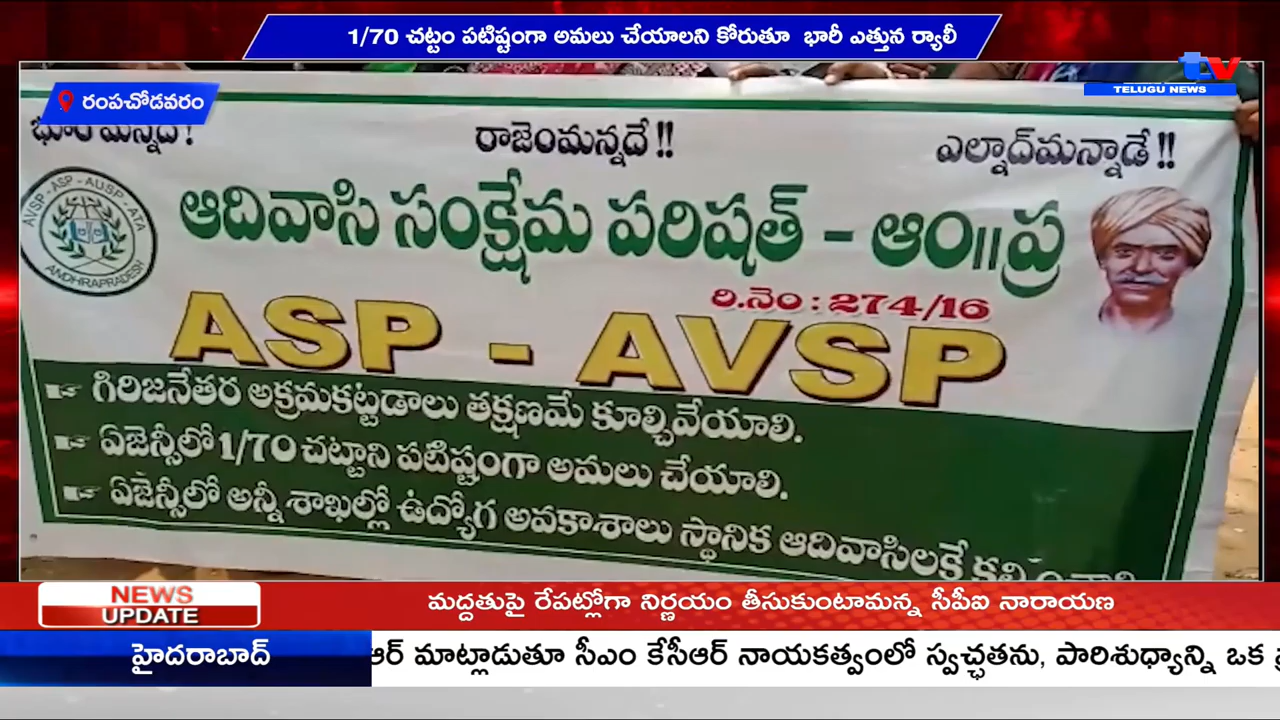 1/70 చట్టం పటిష్టంగా అమలు చేయాలని కోరుతూ భారీ ఎత్తున ర్యాలీ
రంపచోడవరం
tv
TELUGU NEWS
రాజెంమన్నదే !! ఎల్నాద్‌మన్నాడే !!
AVSP - ASP - AUSP - ATA
ANDHRAPRADESH
ఆదివాసి సంక్షేమ పరిషత్ - ఆం॥ప్ర
రి.నెం : 274/16
ASP - AVSP
గిరిజనేతర అక్రమకట్టడాలు తక్షణమే కూల్చివేయాలి.
ఏజెన్సీలో 1/70 చట్టాని పటిష్టంగా అమలు చేయాలి.
ఏజెన్సీలో అన్నీ శాఖల్లో ఉద్యోగ అవకాశాలు స్థానిక ఆదివాసిలకే
NEWS
UPDATE
మద్దతుపై రేపట్లోగా నిర్ణయం తీసుకుంటామన్న సీపీఐ నారాయణ
హైదరాబాద్
ఆర్ మాట్లాడుతూ సీఎం కేసీఆర్ నాయకత్వంలో స్వచ్ఛతను, పారిశుధ్యాన్ని ఒక